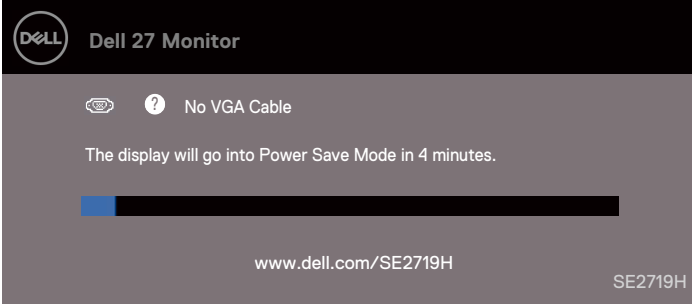 DELL Dell 27 Monitor
? No VGA Cable
The display will go into Power Save Mode in 4 minutes.
www.dell.com/SE2719H
SE2719H